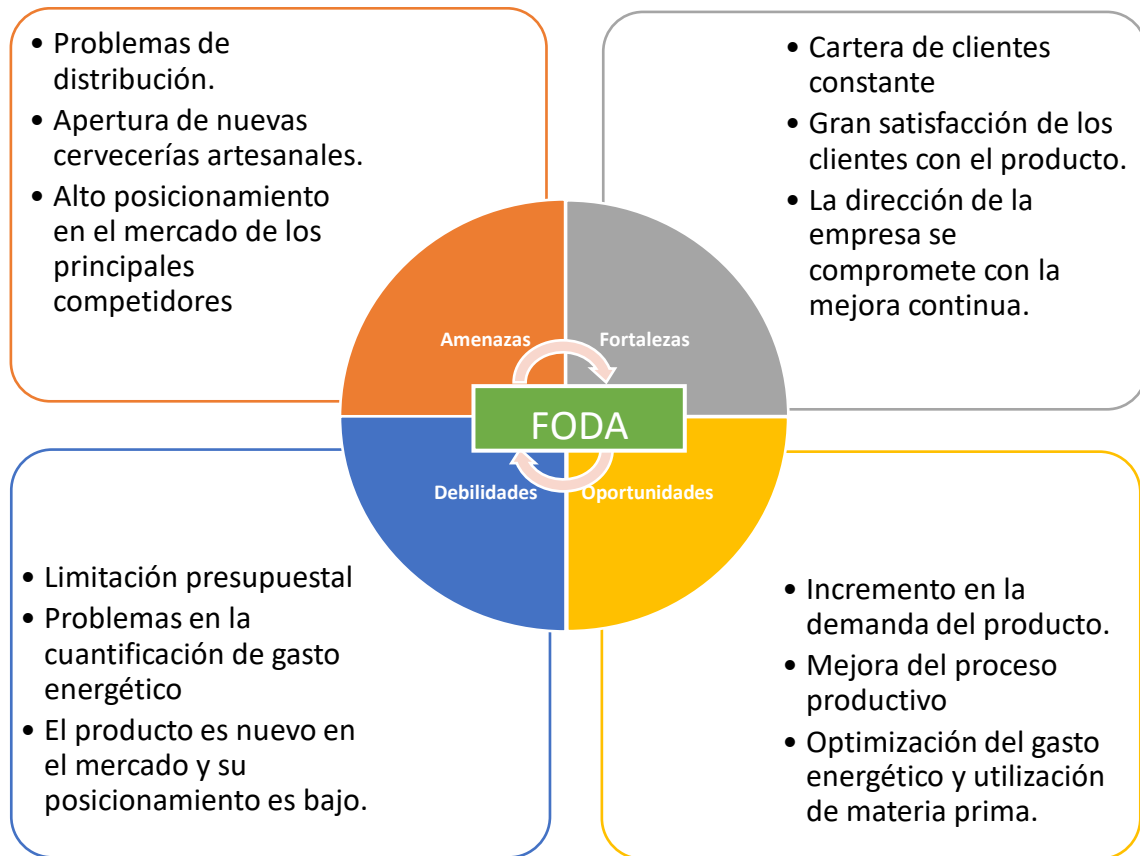 • Problemas de
distribución.
• Apertura de nuevas
cervecerías artesanales.
• Alto posicionamiento
en el mercado de los
principales
competidores
• Cartera de clientes
constante
• Gran satisfacción de los
clientes con el producto.
• La dirección de la
empresa se
compromete con la
mejora continua.
Amenazas
Fortalezas
FODA
Debilidades
Oportunidades
• Limitación presupuestal
• Problemas en la
cuantificación de gasto
energético
• El producto es nuevo en
el mercado y su
posicionamiento es bajo.
• Incremento en la
demanda del producto.
• Mejora del proceso
productivo
• Optimización del gasto
energético y utilización
de materia prima.